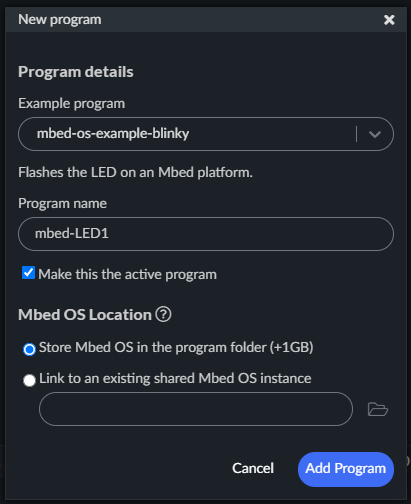 New program
Program details
Example program
mbed-os-example-blinky
Flashes the LED on an Mbed platform.
Program name
mbed-LED1
Make this the active program
Mbed OS Location
Store Mbed OS in the program folder (+1GB)
Link to an existing shared Mbed OS instance
Cancel Add Program